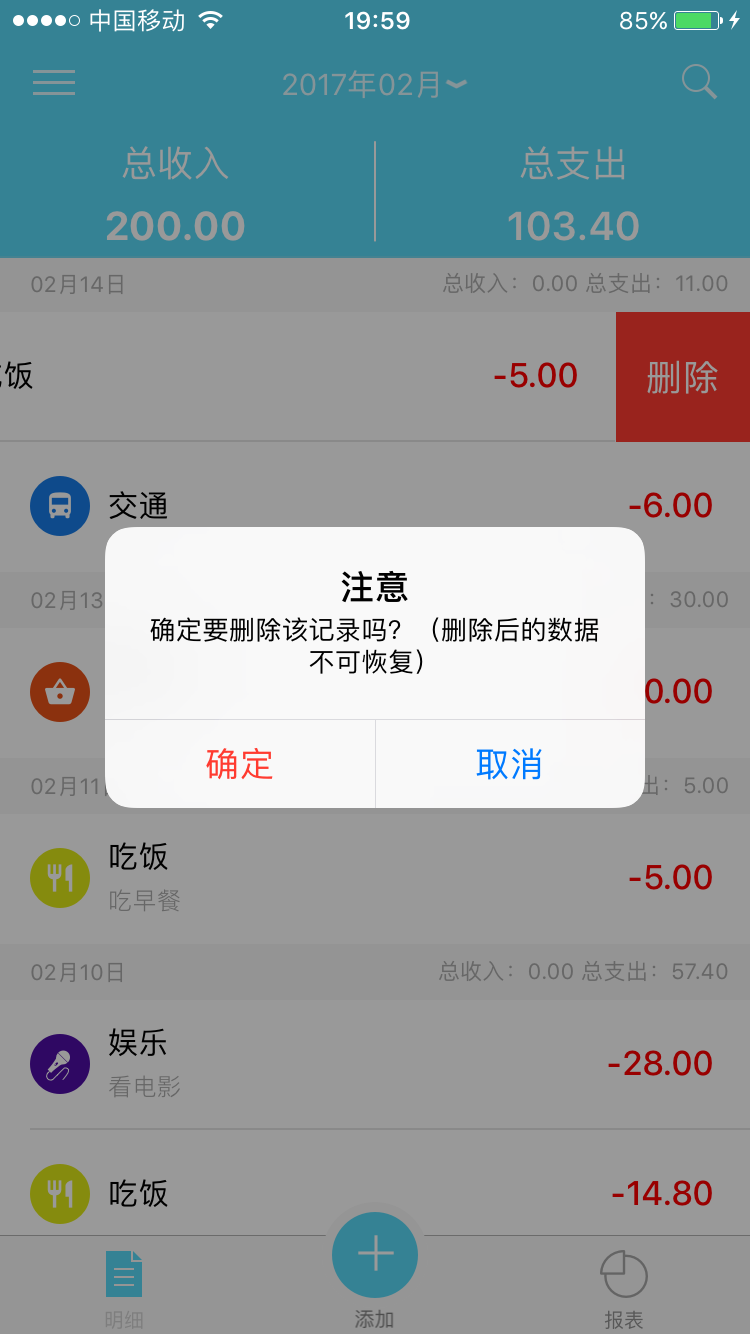 中国移动
19:59
85%
2017年02月
总收入
总支出
200.00
103.40
02月14日
总收入：0.00 总支出：11.00
饭
-5.00
删除
交通
-6.00
02月13
：30.00
0.00
注意
确定要删除该记录吗？（删除后的数据
不可恢复）
确定
取消
02月11
出：5.00
吃饭
吃早餐
-5.00
02月10日
总收入：0.00 总支出：57.40
娱乐
看电影
-28.00
吃饭
-14.80
明细
添加
报表